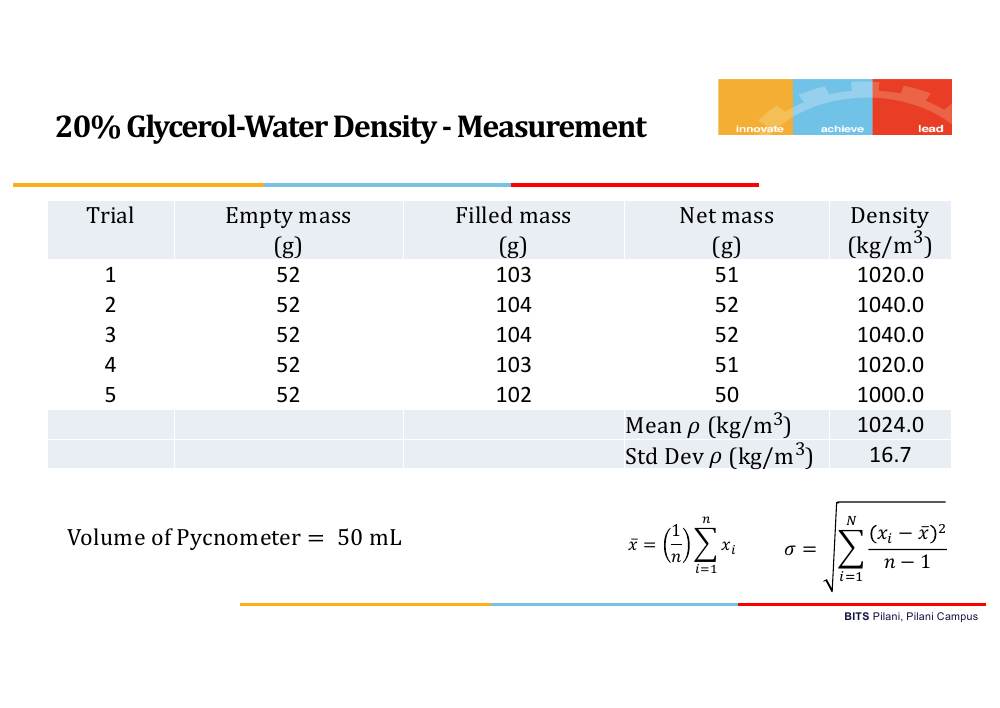 20% Glycerol-Water Density - Measurement
innovate achieve lead
Trial Empty mass (g) Filled mass (g) Net mass (g) Density (kg/m³)
1 52 103 51 1020.0
2 52 104 52 1040.0
3 52 104 52 1040.0
4 52 103 51 1020.0
5 52 102 50 1000.0
Mean ρ (kg/m³) 1024.0
Std Dev ρ (kg/m³) 16.7
Volume of Pycnometer = 50 mL
x̄ = (1/n) ∑_{i=1}^{n} x_i
σ = √(∑_{i=1}^{N} (x_i − x̄)²/(n − 1))
BITS Pilani, Pilani Campus